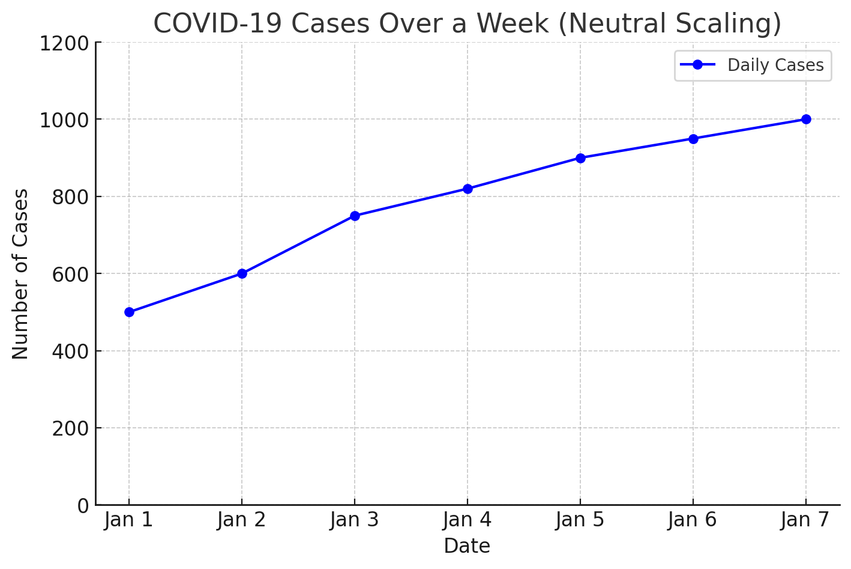 COVID-19 Cases Over a Week (Neutral Scaling)
1200
Daily Cases
1000
800
600
400
200
0
Number of Cases
Jan 1 Jan 2 Jan 3 Jan 4 Jan 5 Jan 6 Jan 7
Date